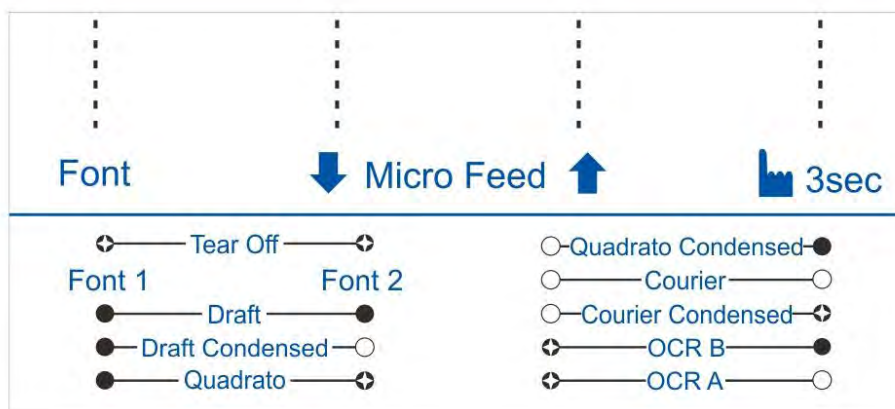 Font
Micro Feed
3sec
Tear Off
Font 1
Font 2
Draft
Draft Condensed
Quadrato
Quadrato Condensed
Courier
Courier Condensed
OCR B
OCR A